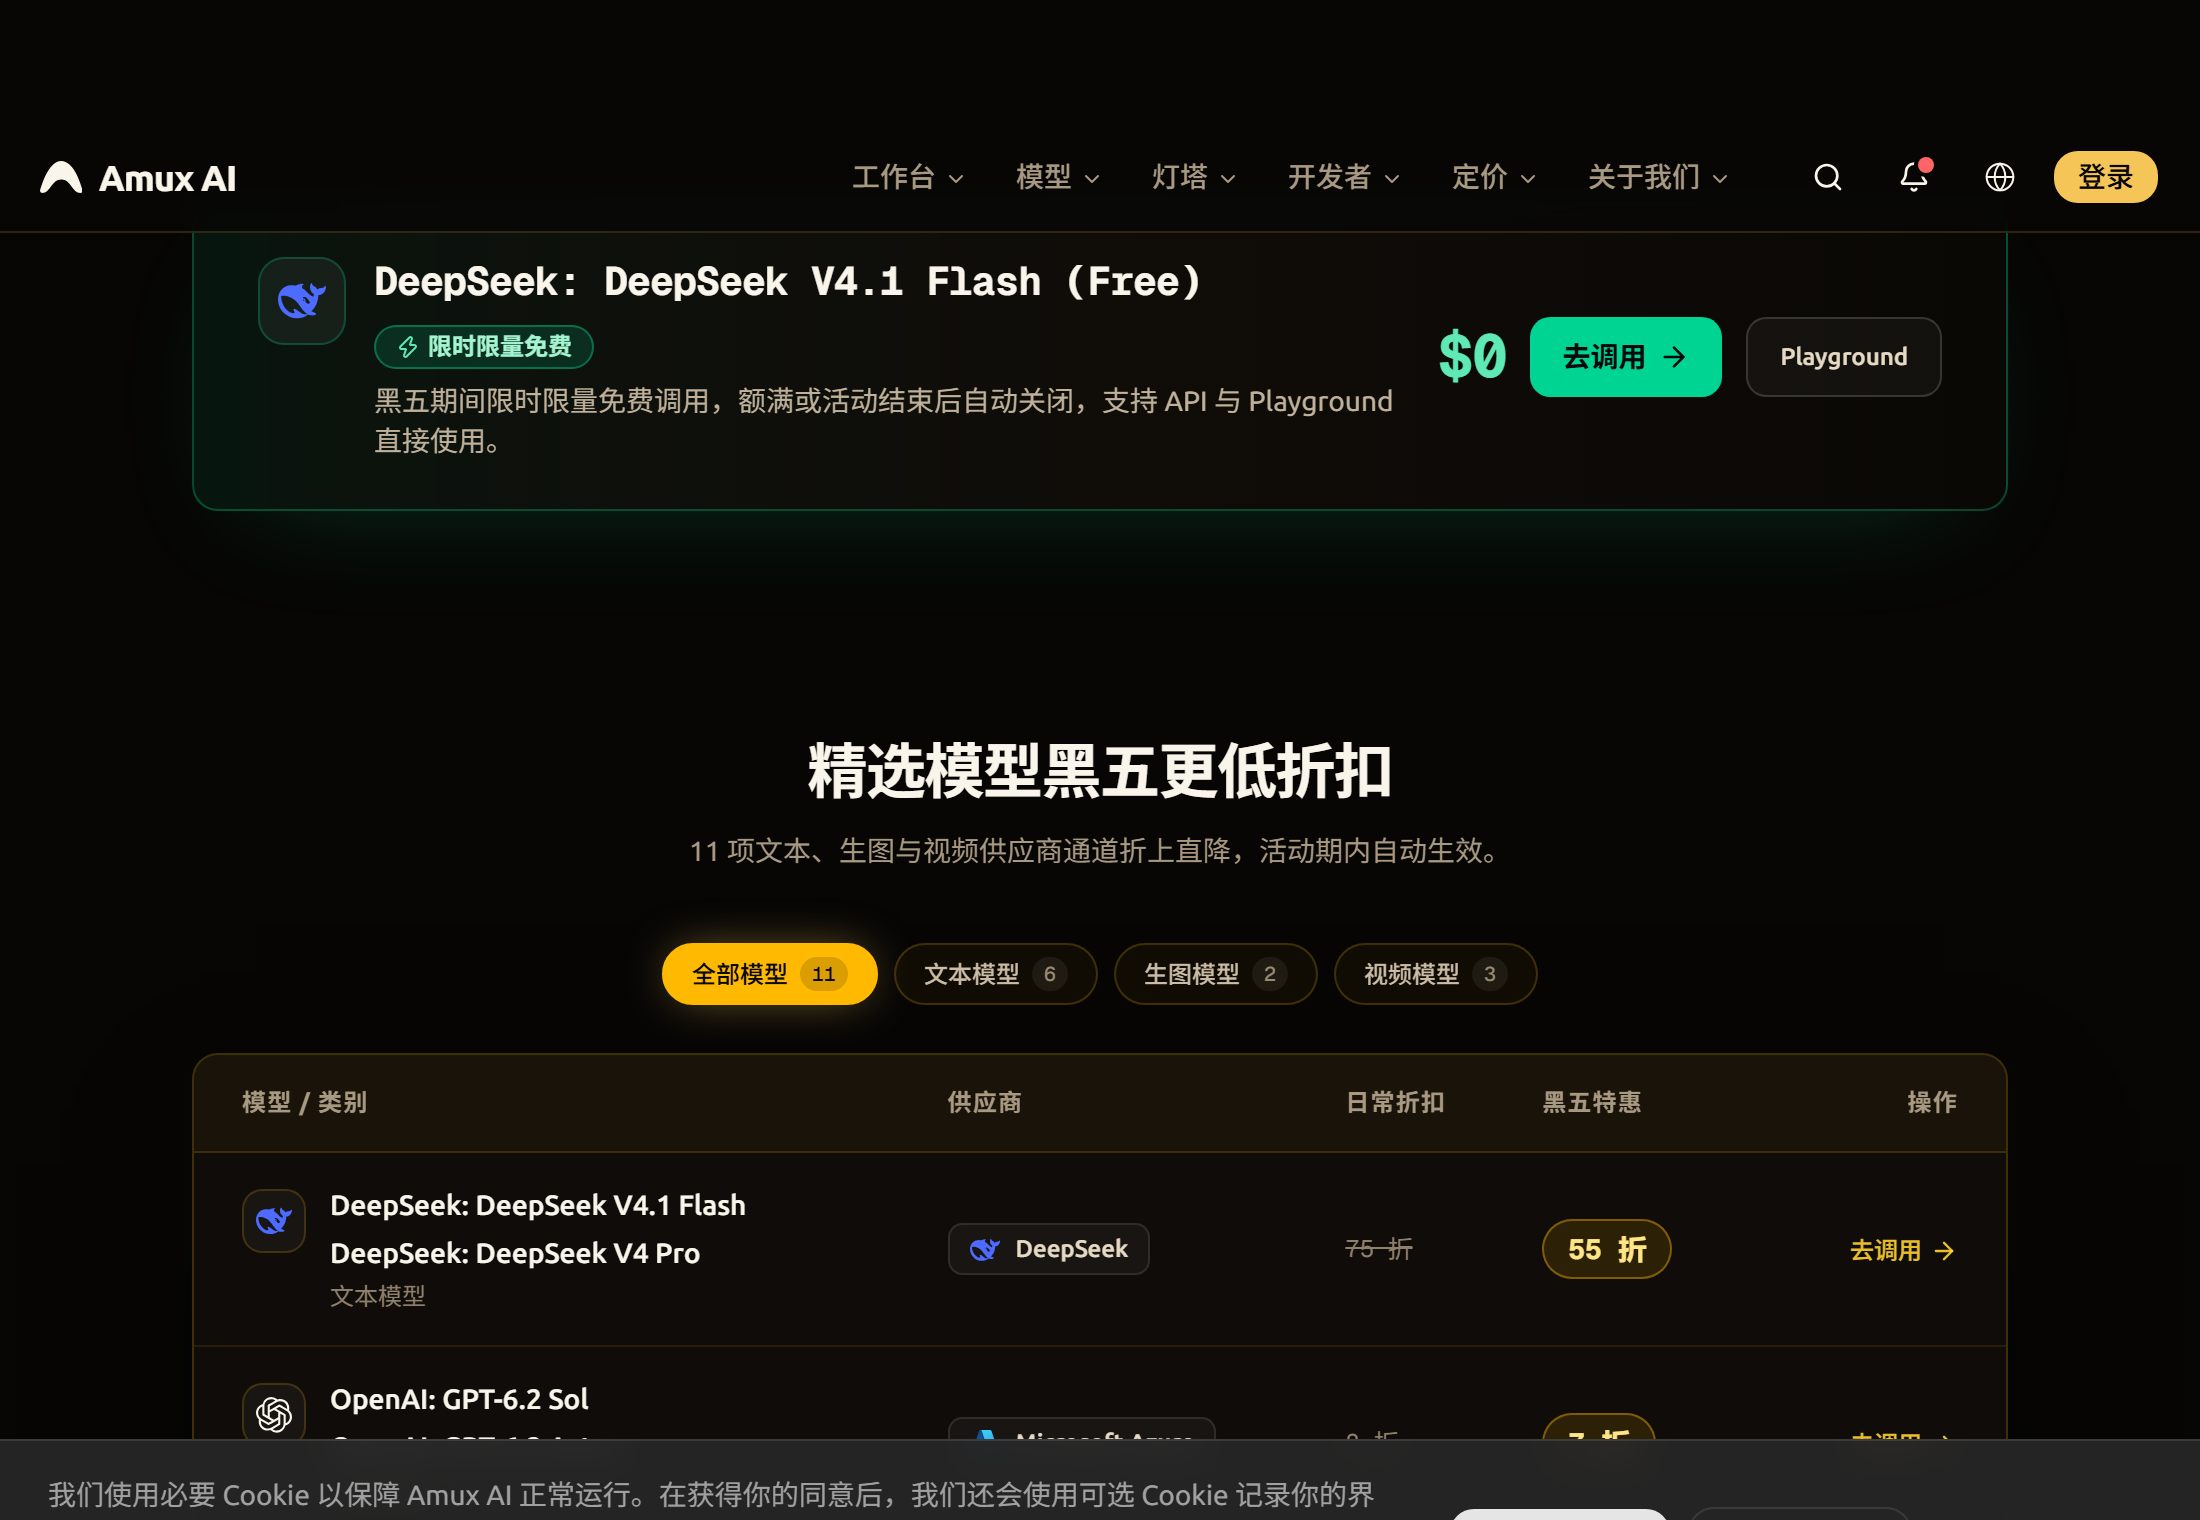 Amux AI
工作台
模型
灯塔
开发者
定价
关于我们
登录
DeepSeek: DeepSeek V4.1 Flash (Free)
限时限量免费
黑五期间限时限量免费调用，额满或活动结束后自动关闭，支持 API 与 Playground
直接使用。
$0
去调用
Playground
精选模型黑五更低折扣
11 项文本、生图与视频供应商通道折上直降，活动期内自动生效。
全部模型 11
文本模型 6
生图模型 2
视频模型 3
模型 / 类别
供应商
日常折扣
黑五特惠
操作
DeepSeek: DeepSeek V4.1 Flash
DeepSeek: DeepSeek V4 Pro
文本模型
DeepSeek
75 折
55 折
去调用
OpenAI: GPT-6.2 Sol
Microsoft Azure
7 折
去调用
我们使用必要 Cookie 以保障 Amux AI 正常运行。在获得你的同意后，我们还会使用可选 Cookie 记录你的界